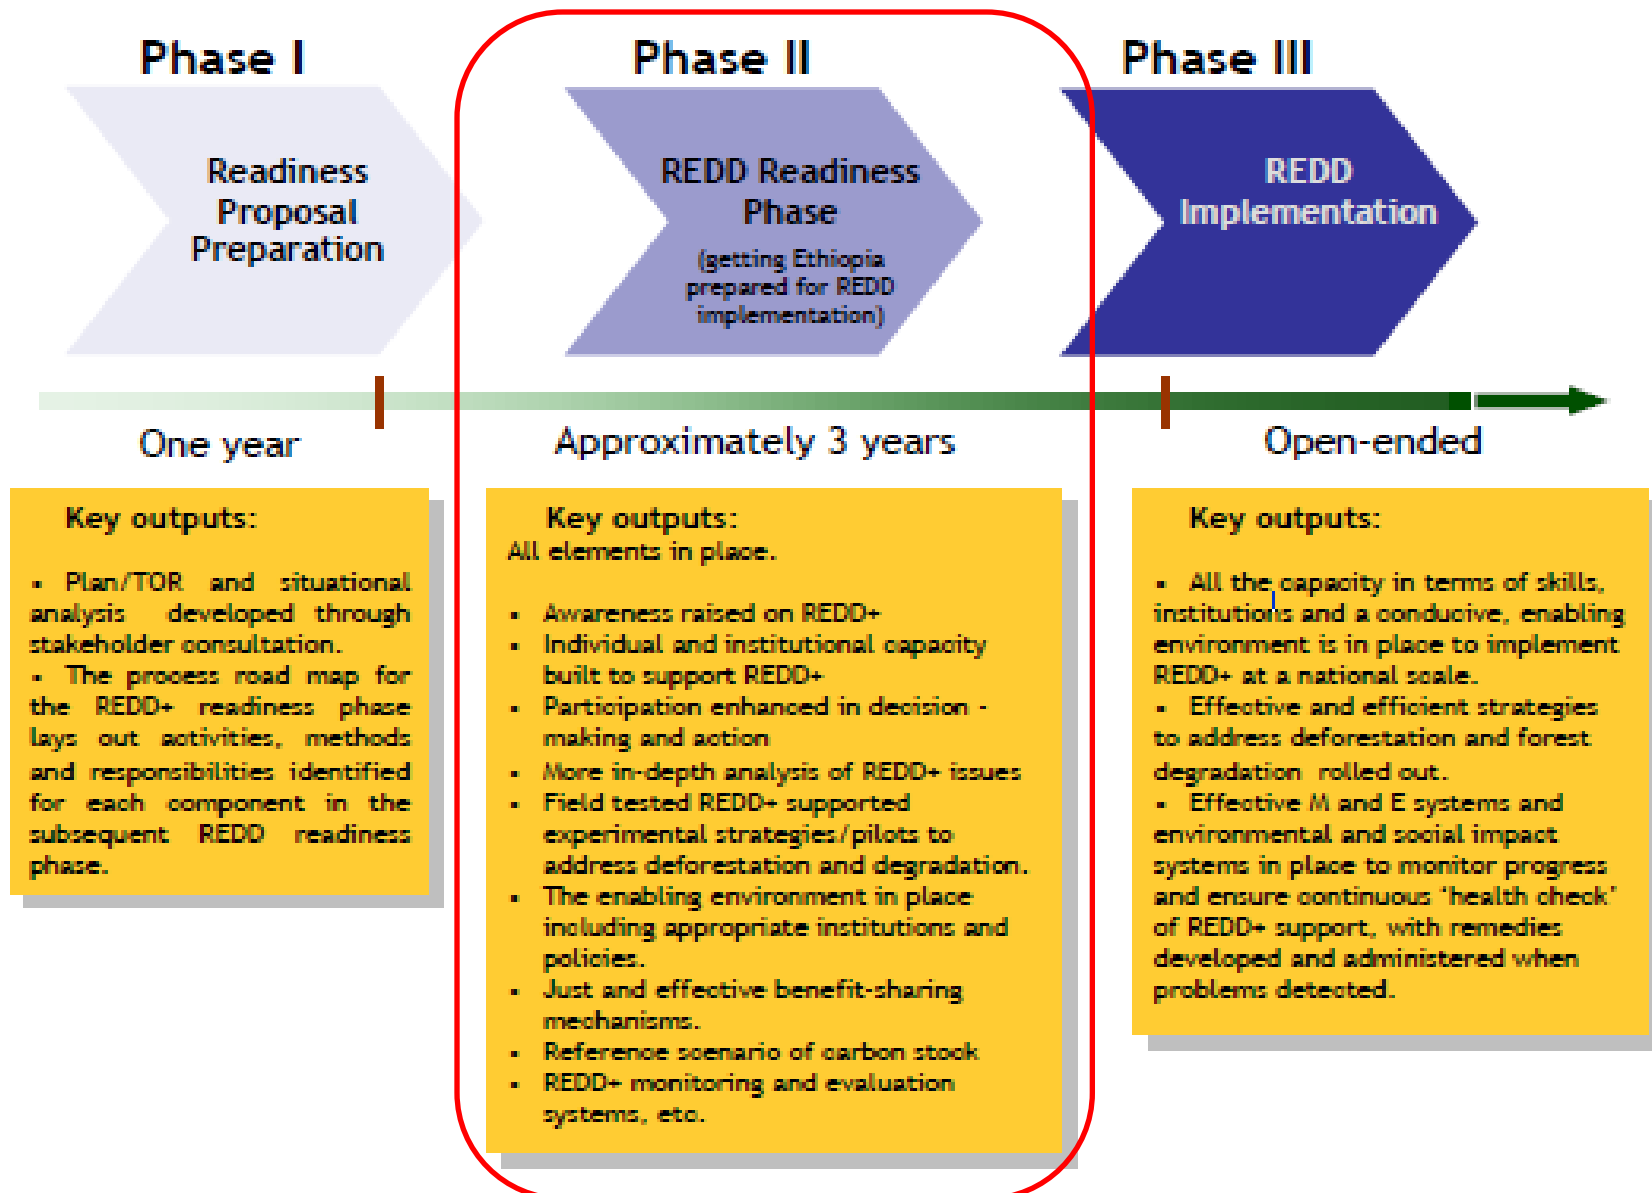 Phase I
Readiness
Proposal
Preparation
One year
Key outputs:
▪ Plan/TOR and situational
analysis developed through
stakeholder consultation.
▪ The process road map for
the REDD+ readiness phase
lays out activities, methods
and responsibilities identified
for each component in the
subsequent REDD readiness
phase.
Phase II
REDD Readiness
Phase
(getting Ethiopia
prepared for REDD
implementation)
Approximately 3 years
Key outputs:
All elements in place.
▪ Awareness raised on REDD+
▪ Individual and institutional capacity
built to support REDD+
▪ Participation enhanced in decision -
making and action
▪ More in-depth analysis of REDD+ issues
▪ Field tested REDD+ supported
experimental strategies/pilots to
address deforestation and degradation.
▪ The enabling environment in place
including appropriate institutions and
policies.
▪ Just and effective benefit-sharing
mechanisms.
▪ Reference scenario of carbon stock
▪ REDD+ monitoring and evaluation
systems, etc.
Phase III
REDD
Implementation
Open-ended
Key outputs:
▪ All the capacity in terms of skills,
institutions and a conducive, enabling
environment is in place to implement
REDD+ at a national scale.
▪ Effective and efficient strategies
to address deforestation and forest
degradation rolled out.
▪ Effective M and E systems and
environmental and social impact
systems in place to monitor progress
and ensure continuous 'health check'
of REDD+ support, with remedies
developed and administered when
problems detected.